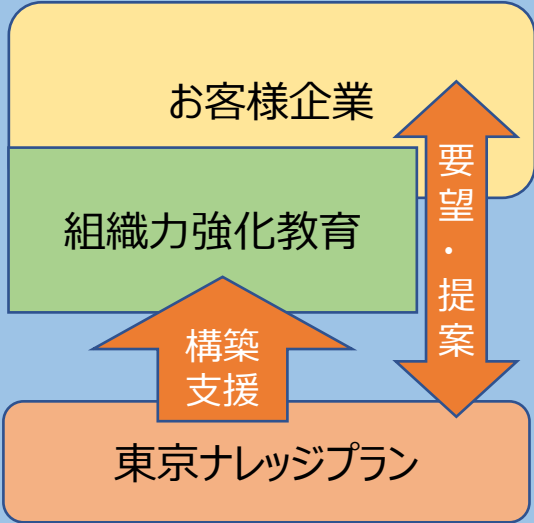 お客様企業
組織力強化教育
要望・提案
構築
支援
東京ナレッジプラン